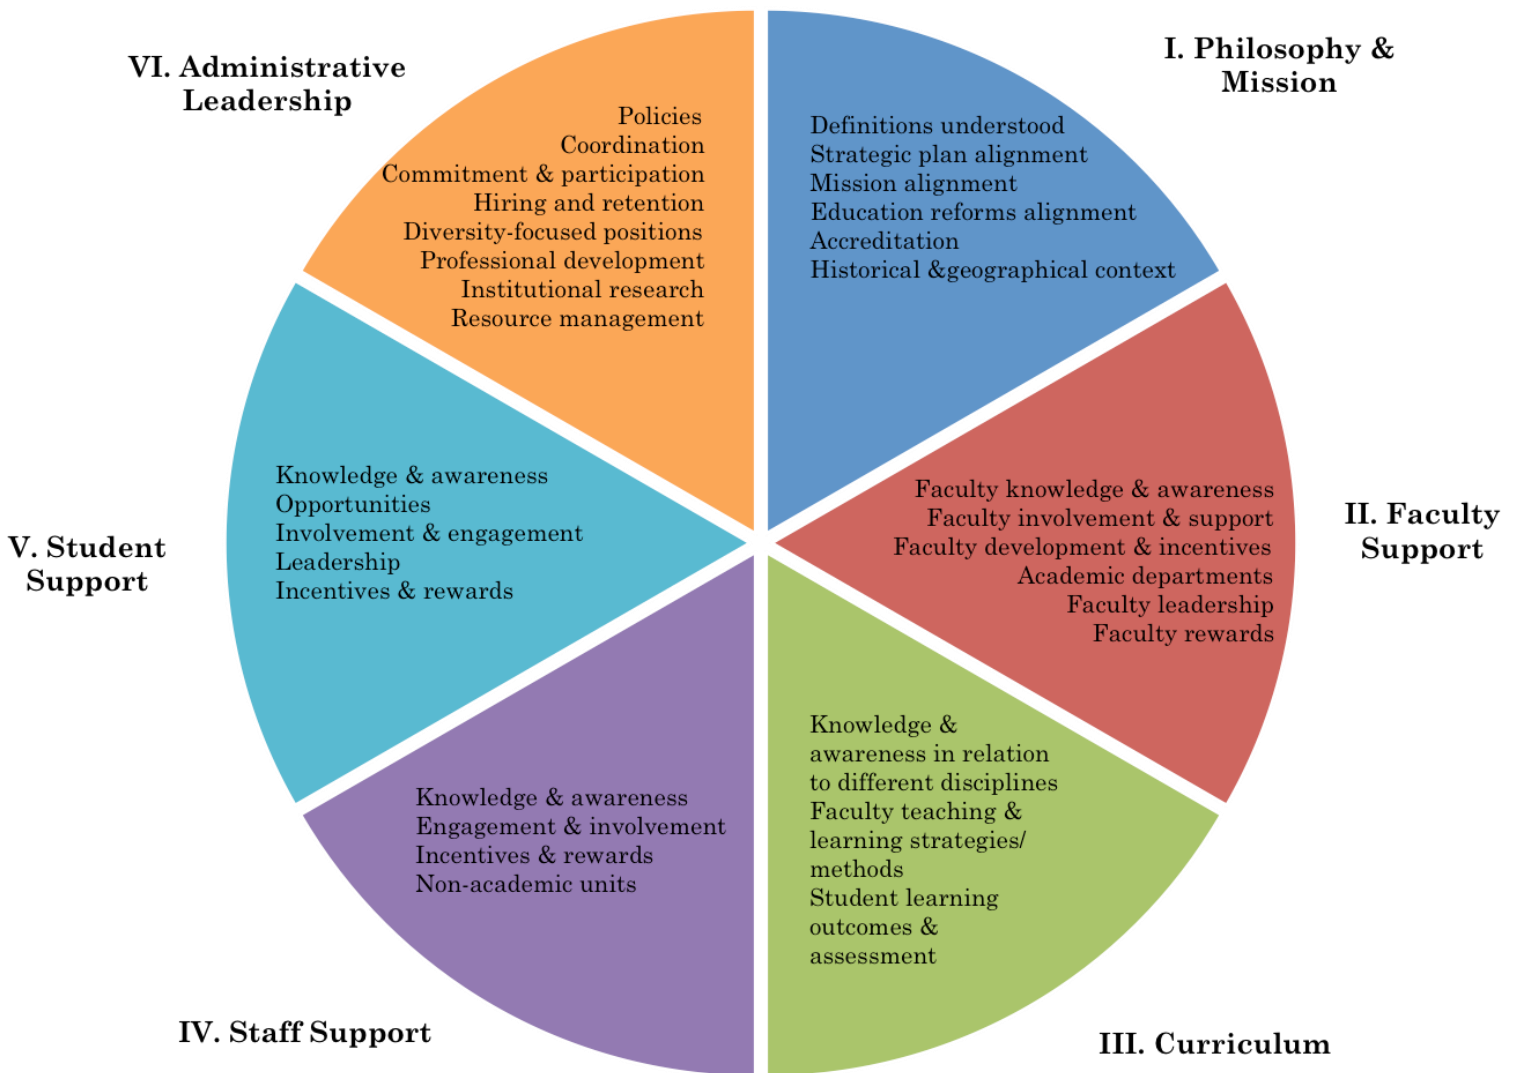 I. Philosophy &
Mission
Definitions understood
Strategic plan alignment
Mission alignment
Education reforms alignment
Accreditation
Historical &geographical context
II. Faculty
Support
Faculty knowledge & awareness
Faculty involvement & support
Faculty development & incentives
Academic departments
Faculty leadership
Faculty rewards
III. Curriculum
Knowledge &
awareness in relation
to different disciplines
Faculty teaching &
learning strategies/
methods
Student learning
outcomes &
assessment
IV. Staff Support
Knowledge & awareness
Engagement & involvement
Incentives & rewards
Non-academic units
V. Student
Support
Knowledge & awareness
Opportunities
Involvement & engagement
Leadership
Incentives & rewards
VI. Administrative
Leadership
Policies
Coordination
Commitment & participation
Hiring and retention
Diversity-focused positions
Professional development
Institutional research
Resource management